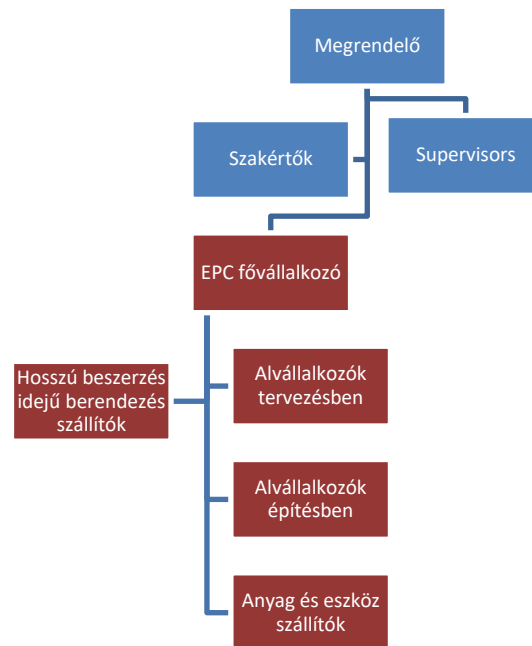 Megrendelő
Szakértők
Supervisors
EPC fővállalkozó
Hosszú beszerzés
idejű berendezés
szállítók
Alvállalkozók
tervezésben
Alvállalkozók
építésben
Anyag és eszköz
szállítók